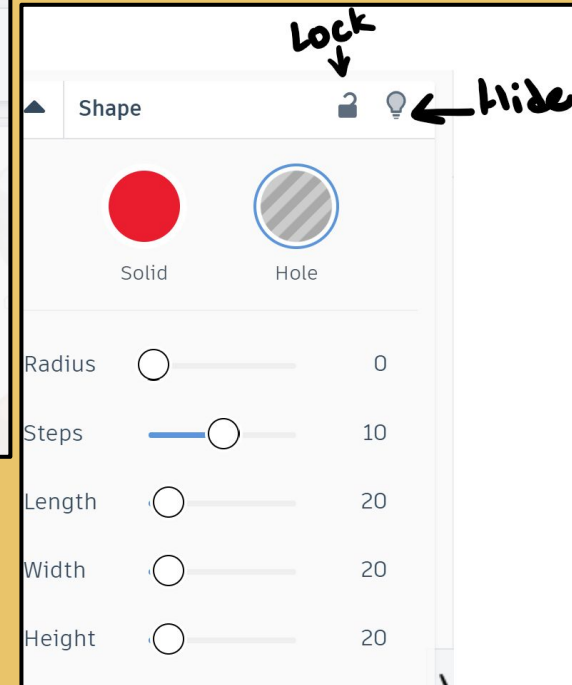 Lock
Shape
Hide
Solid Hole
Radius 0
Steps 10
Length 20
Width 20
Height 20